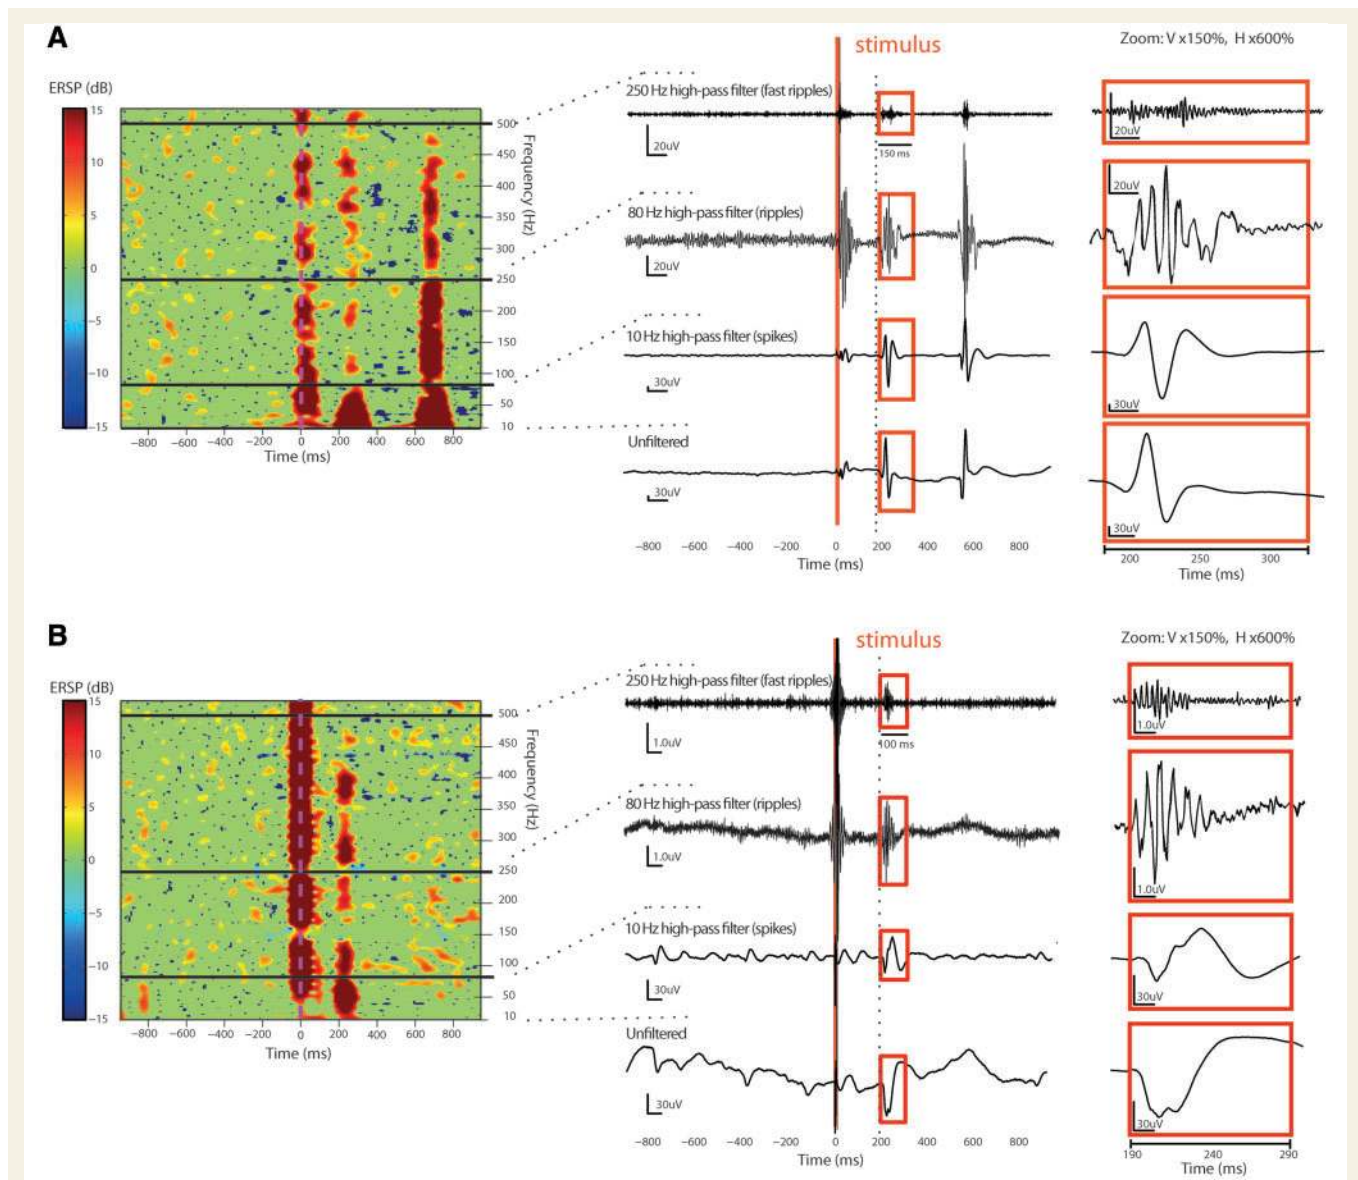 A
ERSP (dB)
15
10
5
0
−5
−10
−15
500
450
400
350
300
250
200
150
100
50
10
Frequency (Hz)
−800 −600 −400 −200 0 200 400 600 800
Time (ms)
stimulus
250 Hz high-pass filter (fast ripples)
20uV
150 ms
80 Hz high-pass filter (ripples)
20uV
10 Hz high-pass filter (spikes)
30uV
Unfiltered
30uV
−800 −600 −400 −200 0 200 400 600 800
Time (ms)
Zoom: V x150%, H x600%
20uV
20uV
30uV
30uV
200 250 300
Time (ms)
B
ERSP (dB)
15
10
5
0
−5
−10
−15
500
450
400
350
300
250
200
150
100
50
10
Frequency (Hz)
−800 −600 −400 −200 0 200 400 600 800
Time (ms)
stimulus
250 Hz high-pass filter (fast ripples)
1.0uV
100 ms
80 Hz high-pass filter (ripples)
1.0uV
10 Hz high-pass filter (spikes)
30uV
Unfiltered
30uV
−800 −600 −400 −200 0 200 400 600 800
Time (ms)
Zoom: V x150%, H x600%
1.0uV
1.0uV
30uV
30uV
190 240 290
Time (ms)